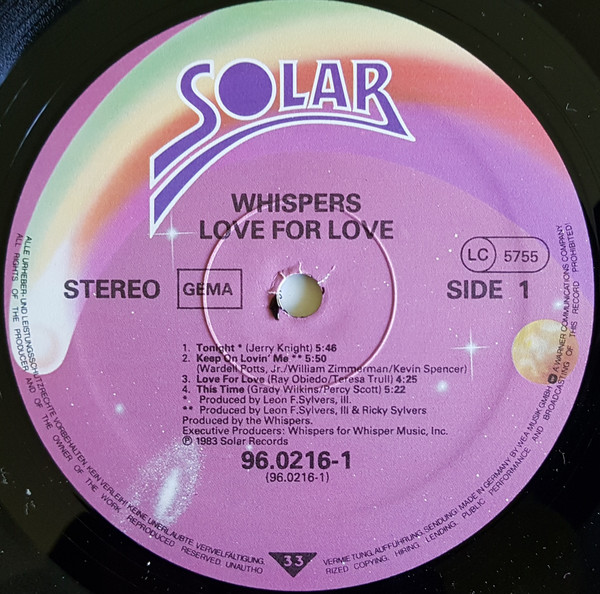 SOLAR
WHISPERS
LOVE FOR LOVE
STEREO
GEMA
LC 5755
SIDE 1
1. Tonight * (Jerry Knight) 5:46
2. Keep On Lovin' Me ** 5:50
(Wardell Potts, Jr./William Zimmerman/Kevin Spencer)
3. Love For Love (Ray Obiedo/Teresa Trull) 4:25
4. This Time (Grady Wilkins/Percy Scott) 5:22
* Produced by Leon F.Sylvers, III.
** Produced by Leon F.Sylvers, III & Ricky Sylvers
Produced by the Whispers.
Executive Producers: Whispers for Whisper Music, Inc.
℗ 1983 Solar Records
96.0216-1
(96.0216-1)
33
ALLE URHEBER- UND LEISTUNGSSCHUTZRECHTE VORBEHALTEN. KEIN VERLEIH! KEINE UNERLAUBTE VERVIELFÄLTIGUNG, VERMIETUNG, AUFFÜHRUNG, SENDUNG! MADE IN GERMANY BY WEA MUSIK GMBH A WARNER COMMUNICATIONS COMPANY
ALL RIGHTS OF THE PRODUCER AND OF THE OWNER OF THE WORK REPRODUCED RESERVED. UNAUTHORIZED COPYING, HIRING, LENDING, PUBLIC PERFORMANCE AND BROADCASTING OF THIS RECORD PROHIBITED!